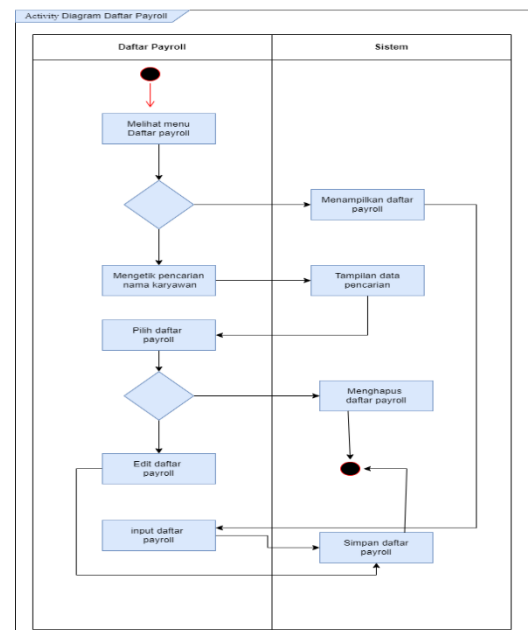 Activity Diagram Daftar Payroll
Daftar Payroll
Sistem
Melihat menu
Daftar payroll
Menampilkan daftar
payroll
Mengetik pencarian
nama karyawan
Tampilan data
pencarian
Pilih daftar
payroll
Menghapus
daftar payroll
Edit daftar
payroll
input daftar
payroll
Simpan daftar
payroll